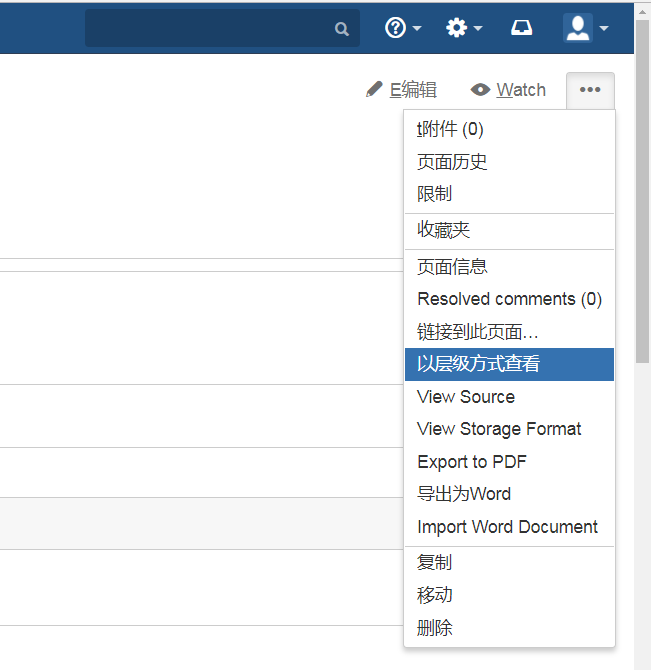 E编辑 Watch
t附件 (0)
页面历史
限制
收藏夹
页面信息
Resolved comments (0)
链接到此页面...
以层级方式查看
View Source
View Storage Format
Export to PDF
导出为Word
Import Word Document
复制
移动
删除